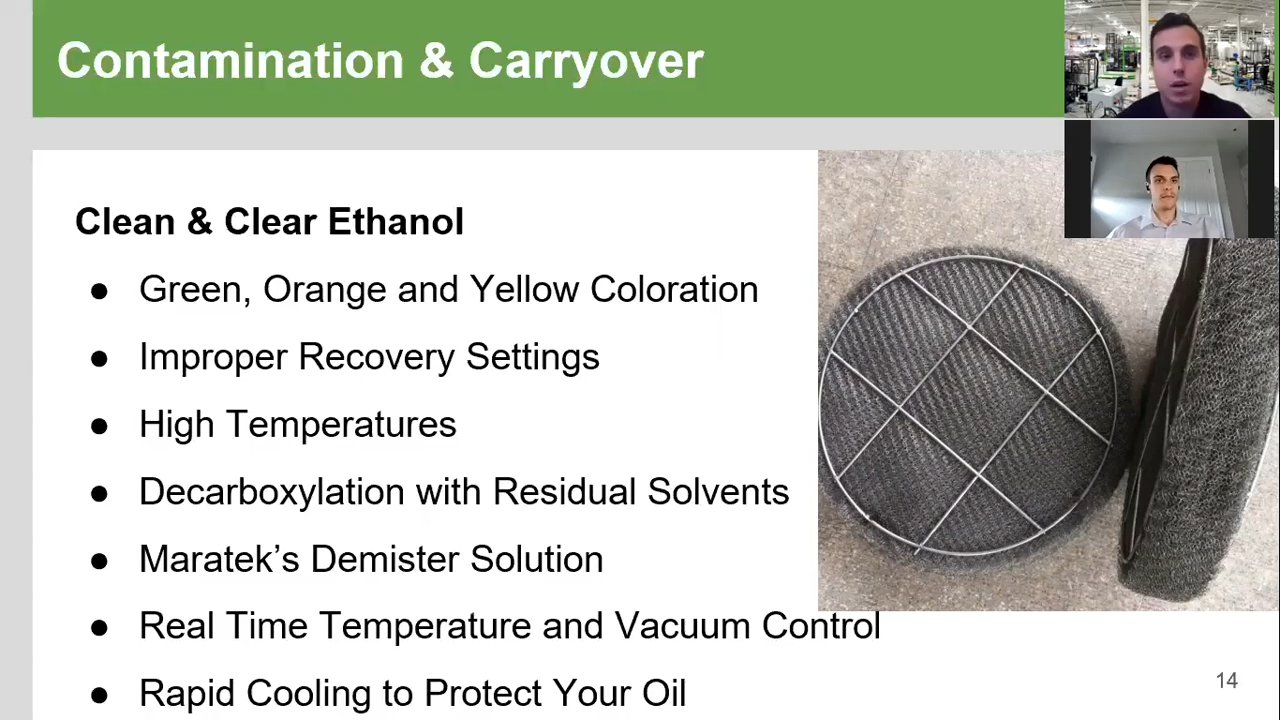 Contamination & Carryover
Clean & Clear Ethanol
● Green, Orange and Yellow Coloration
● Improper Recovery Settings
● High Temperatures
● Decarboxylation with Residual Solvents
● Maratek’s Demister Solution
● Real Time Temperature and Vacuum Control
● Rapid Cooling to Protect Your Oil
14